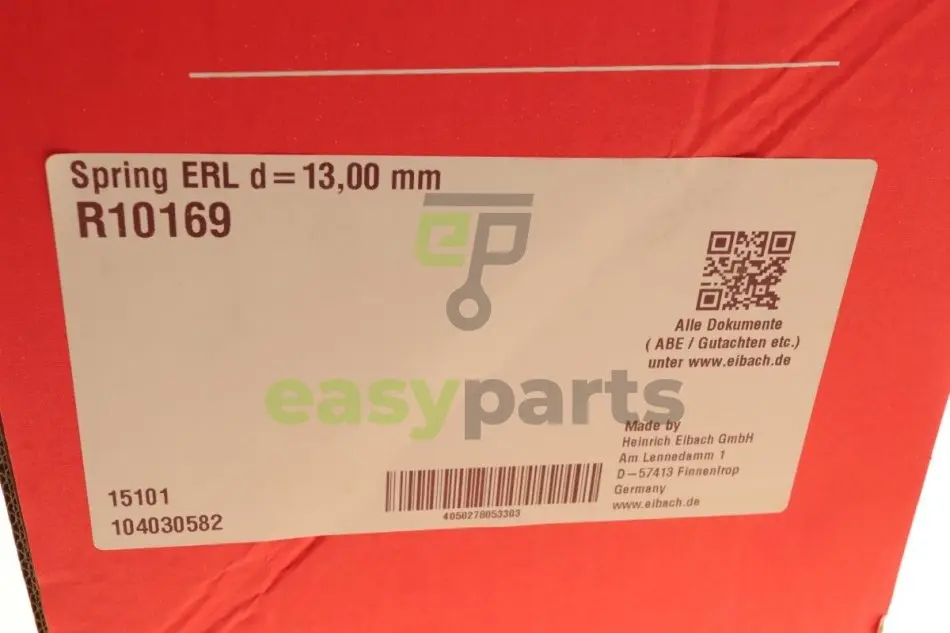 Spring ERL d=13,00 mm
R10169
ep
Alle Dokumente
( ABE / Gutachten etc.)
unter www.eibach.de
easyparts
Made by
Heinrich Eibach GmbH
Am Lennedamm 1
D-57413 Finnentrop
Germany
www.eibach.de
4050278053303
15101
104030582